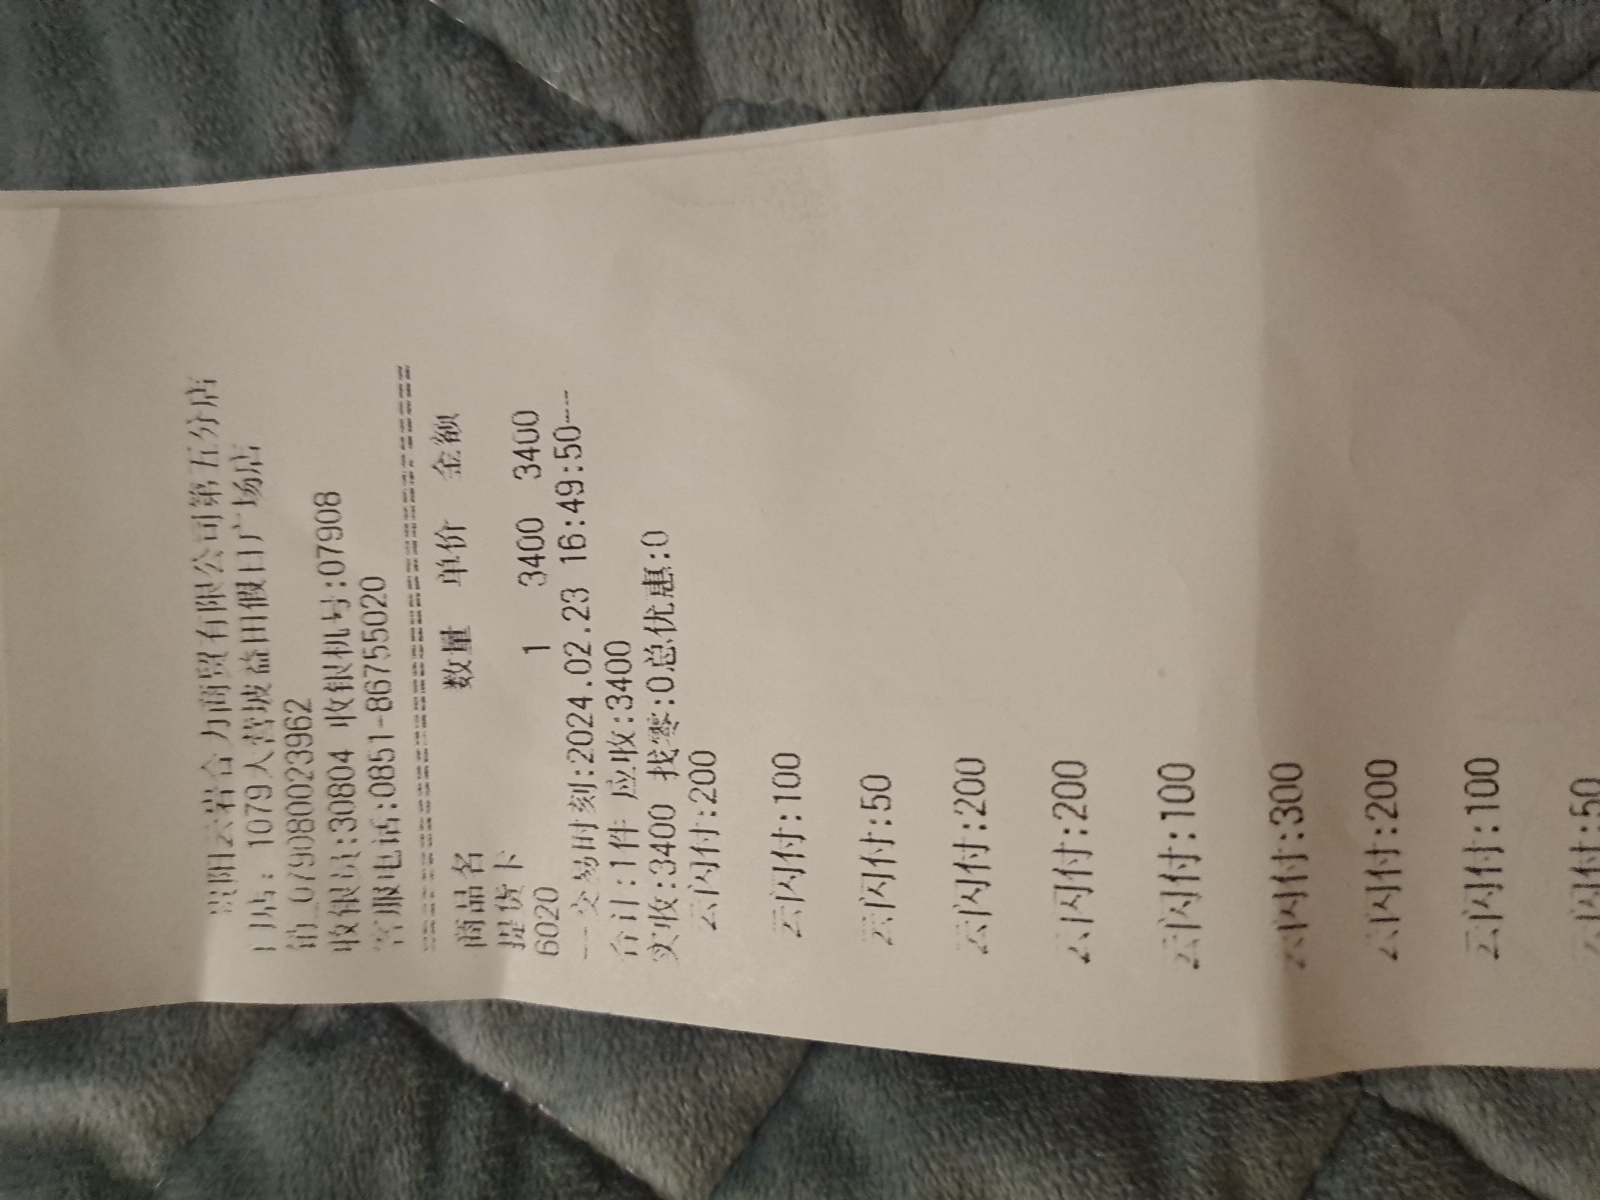 贵阳云岩合力商贸有限公司第五分店
门店: 1079大营坡益田假日广场店
销_0790800023962
收银员:30804 收银机号:07908
客服电话:0851-86755020
商品名 数量 单价 金额
提货卡
6020 1 3400 3400
---交易时刻:2024.02.23 16:49:50---
合计:1件 应收:3400
实收:3400 找零:0总优惠:0
云闪付:200
云闪付:100
云闪付:50
云闪付:200
云闪付:200
云闪付:100
云闪付:300
云闪付:200
云闪付:100
云闪付:50